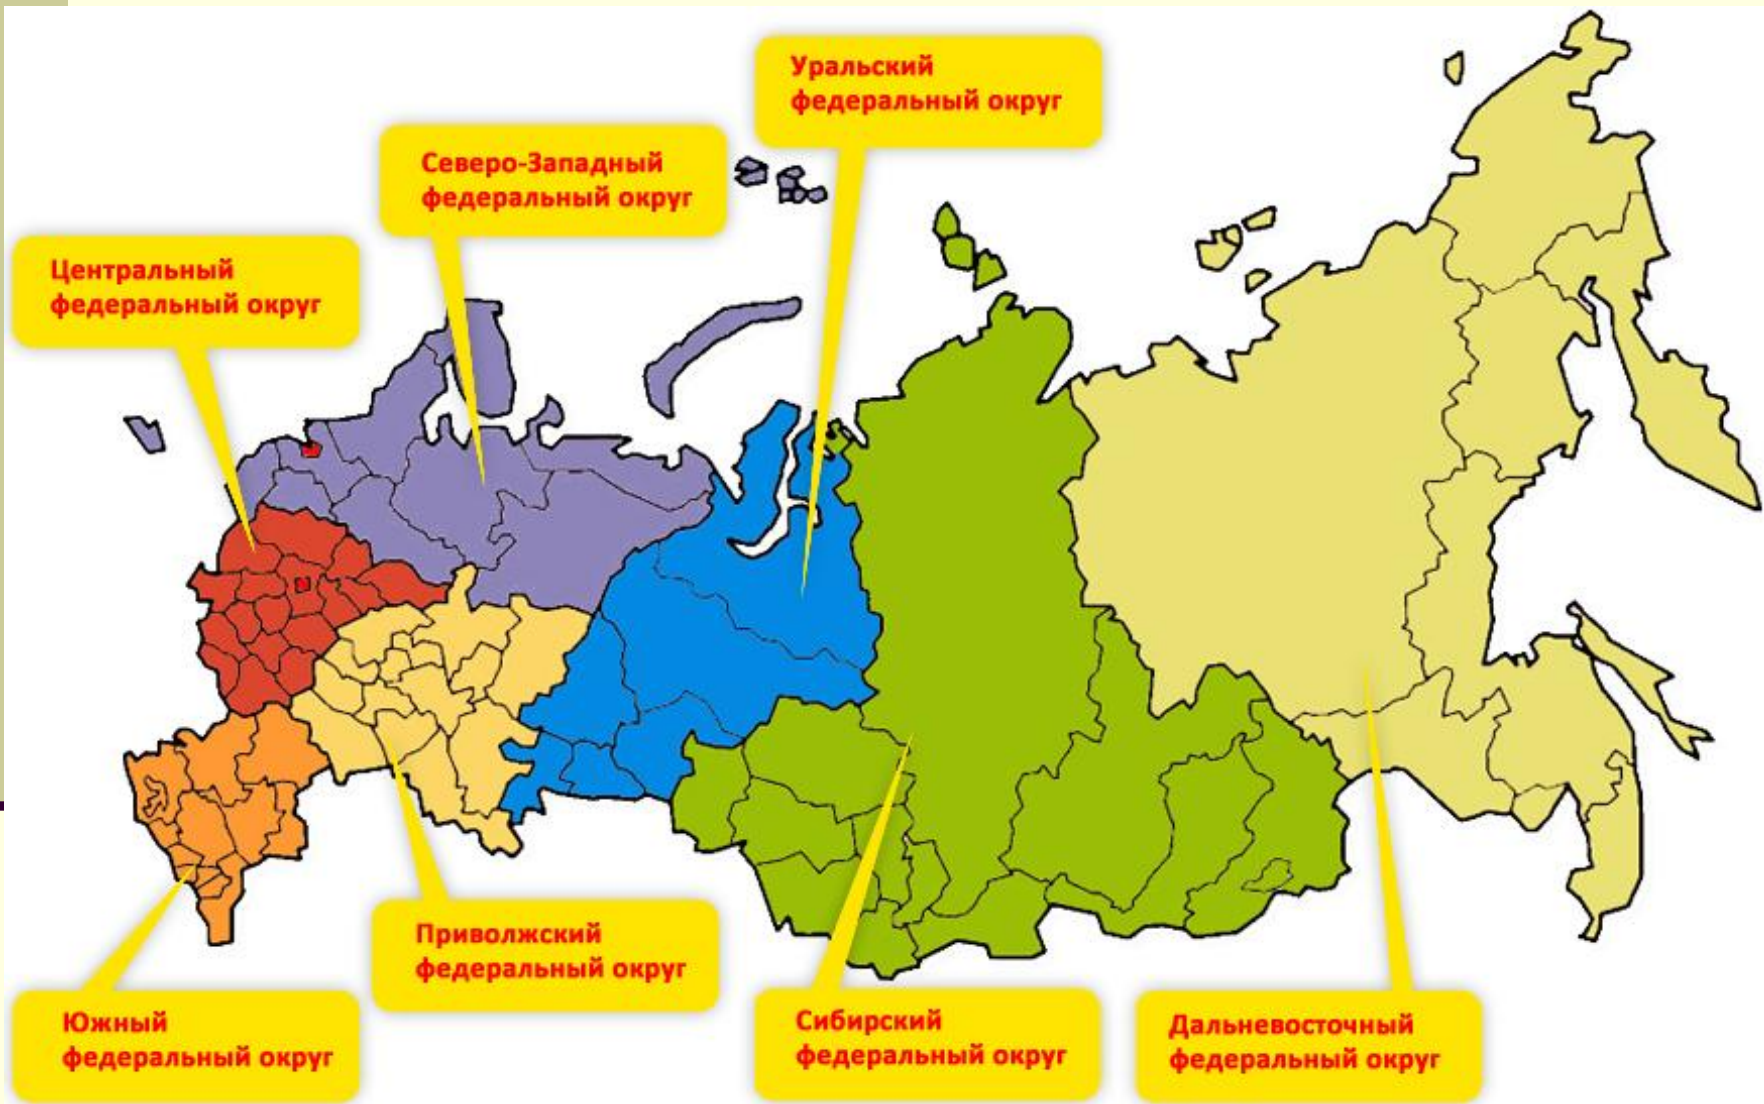 Уральский
федеральный округ
Северо-Западный
федеральный округ
Центральный
федеральный округ
Приволжский
федеральный округ
Южный
федеральный округ
Сибирский
федеральный округ
Дальневосточный
федеральный округ